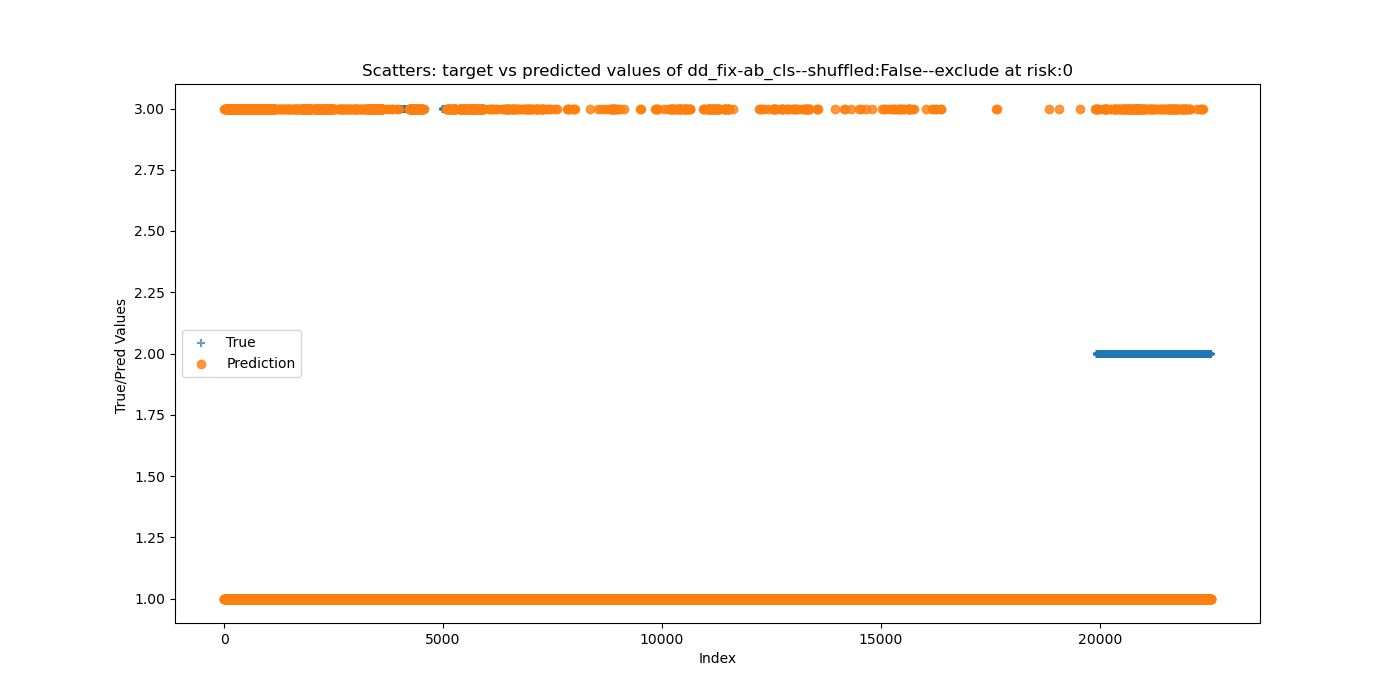 Scatters: target vs predicted values of dd_fix-ab_cls--shuffled:False--exclude at risk:0
3.00
2.75
2.50
2.25
2.00
1.75
1.50
1.25
1.00
True/Pred Values
True
Prediction
0
5000
10000
15000
20000
Index